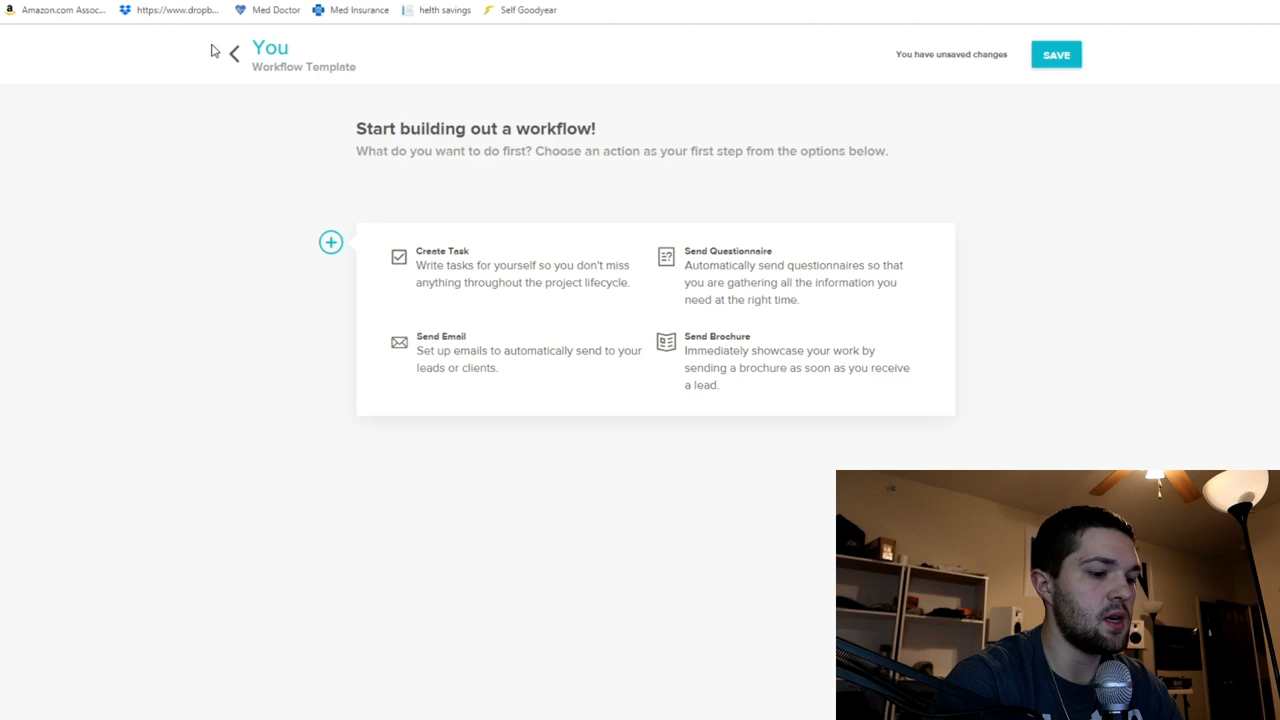 Amazon.com Assoc... https://www.dropb... Med Doctor Med Insurance helth savings Self Goodyear
You
Workflow Template
You have unsaved changes
SAVE
Start building out a workflow!
What do you want to do first? Choose an action as your first step from the options below.
Create Task
Write tasks for yourself so you don't miss
anything throughout the project lifecycle.
Send Questionnaire
Automatically send questionnaires so that
you are gathering all the information you
need at the right time.
Send Email
Set up emails to automatically send to your
leads or clients.
Send Brochure
Immediately showcase your work by
sending a brochure as soon as you receive
a lead.